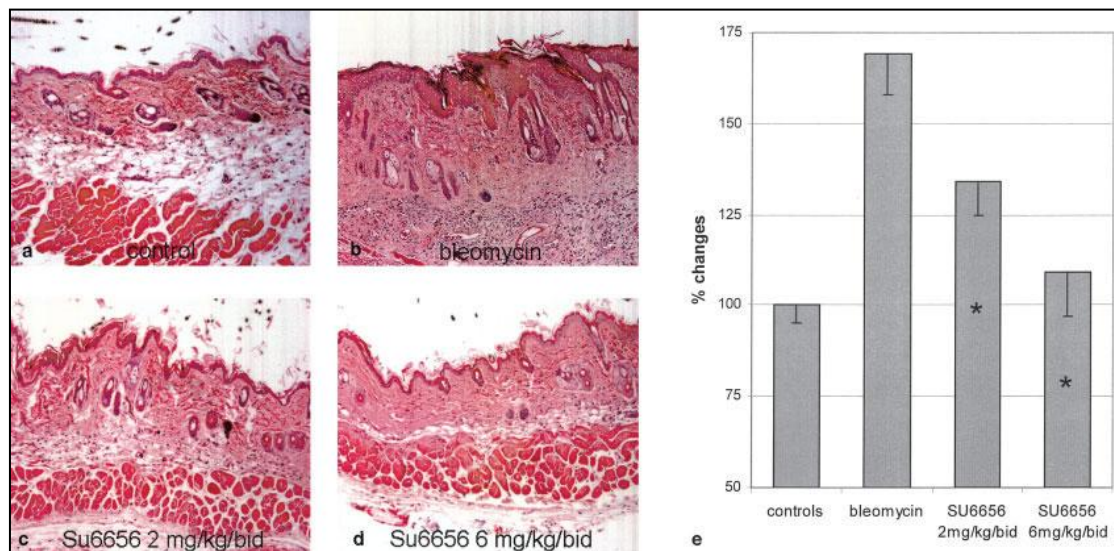 a control
b bleomycin
c Su6656 2 mg/kg/bid
d Su6656 6 mg/kg/bid
% changes
175
150
125
100
75
50
*
*
controls
bleomycin
SU6656
2mg/kg/bid
SU6656
6mg/kg/bid
e